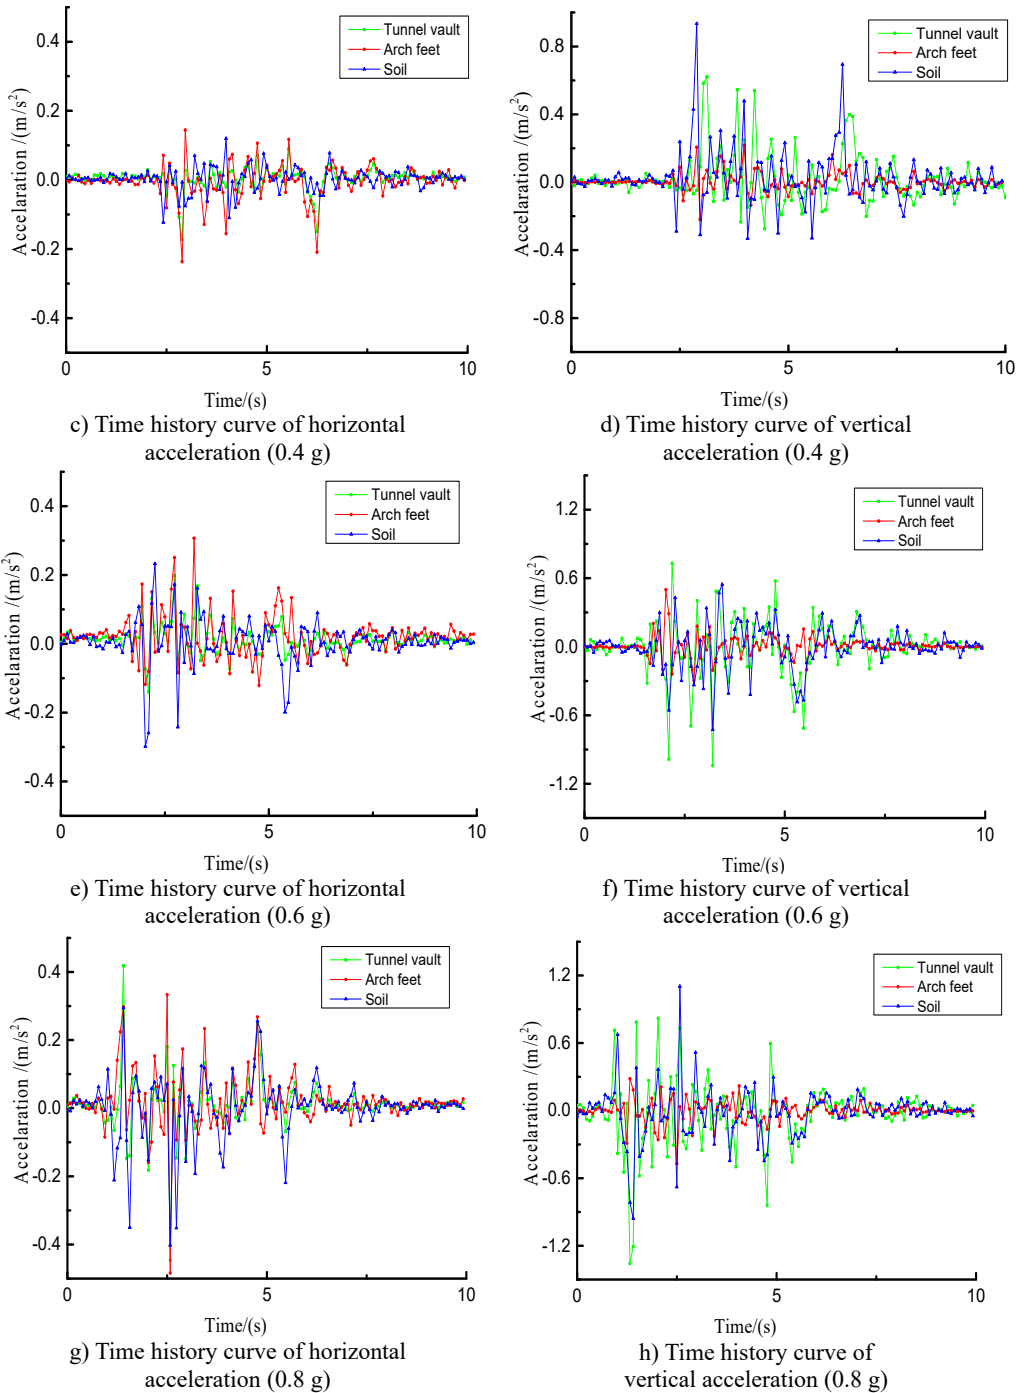 Accelaration /(m/s²)
0.4
0.2
0.0
-0.2
-0.4
Tunnel vault
Arch feet
Soil
0
5
10
Time/(s)
c) Time history curve of horizontal
acceleration (0.4 g)
Accelaration /(m/s²)
0.8
0.4
0.0
-0.4
-0.8
Tunnel vault
Arch feet
Soil
0
5
10
Time/(s)
d) Time history curve of vertical
acceleration (0.4 g)
Accelaration /(m/s²)
0.4
0.2
0.0
-0.2
-0.4
Tunnel vault
Arch feet
Soil
0
5
10
Time/(s)
e) Time history curve of horizontal
acceleration (0.6 g)
Accelaration /(m/s²)
1.2
0.6
0.0
-0.6
-1.2
Tunnel vault
Arch feet
Soil
0
5
10
Time/(s)
f) Time history curve of vertical
acceleration (0.6 g)
Accelaration /(m/s²)
0.4
0.2
0.0
-0.2
-0.4
Tunnel vault
Arch feet
Soil
0
5
10
Time/(s)
g) Time history curve of horizontal
acceleration (0.8 g)
Accelaration /(m/s²)
1.2
0.6
0.0
-0.6
-1.2
Tunnel vault
Arch feet
Soil
0
5
10
Time/(s)
h) Time history curve of
vertical acceleration (0.8 g)